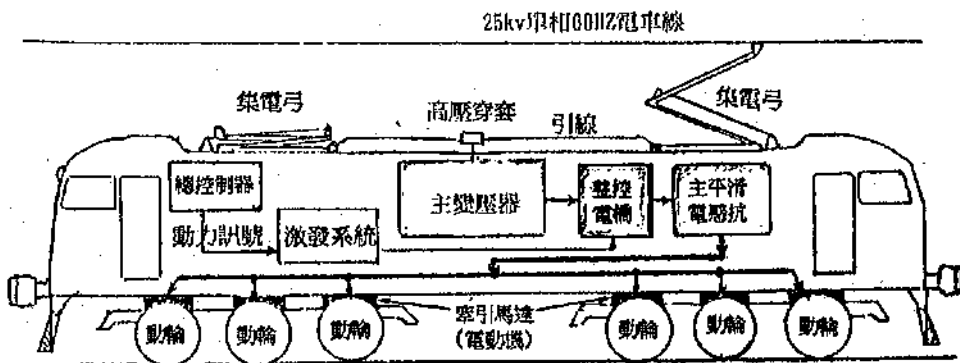 25kv單相60HZ電車線
集電弓
高壓穿套
引線
集電弓
總控制器
主變壓器
整控
電橋
主平滑
電感抗
動力訊號
激發系統
牽引馬達
(電動機)
動輪
動輪
動輪
動輪
動輪
動輪